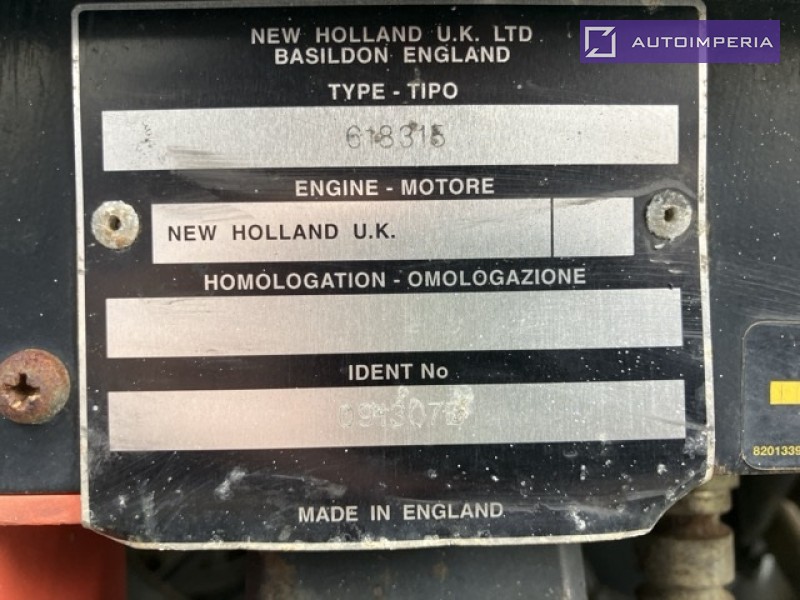 NEW HOLLAND U.K. LTD
BASILDON ENGLAND
AUTOIMPERIA
TYPE - TIPO
618315
ENGINE - MOTORE
NEW HOLLAND U.K.
HOMOLOGATION - OMOLOGAZIONE
IDENT No
8201339
MADE IN ENGLAND